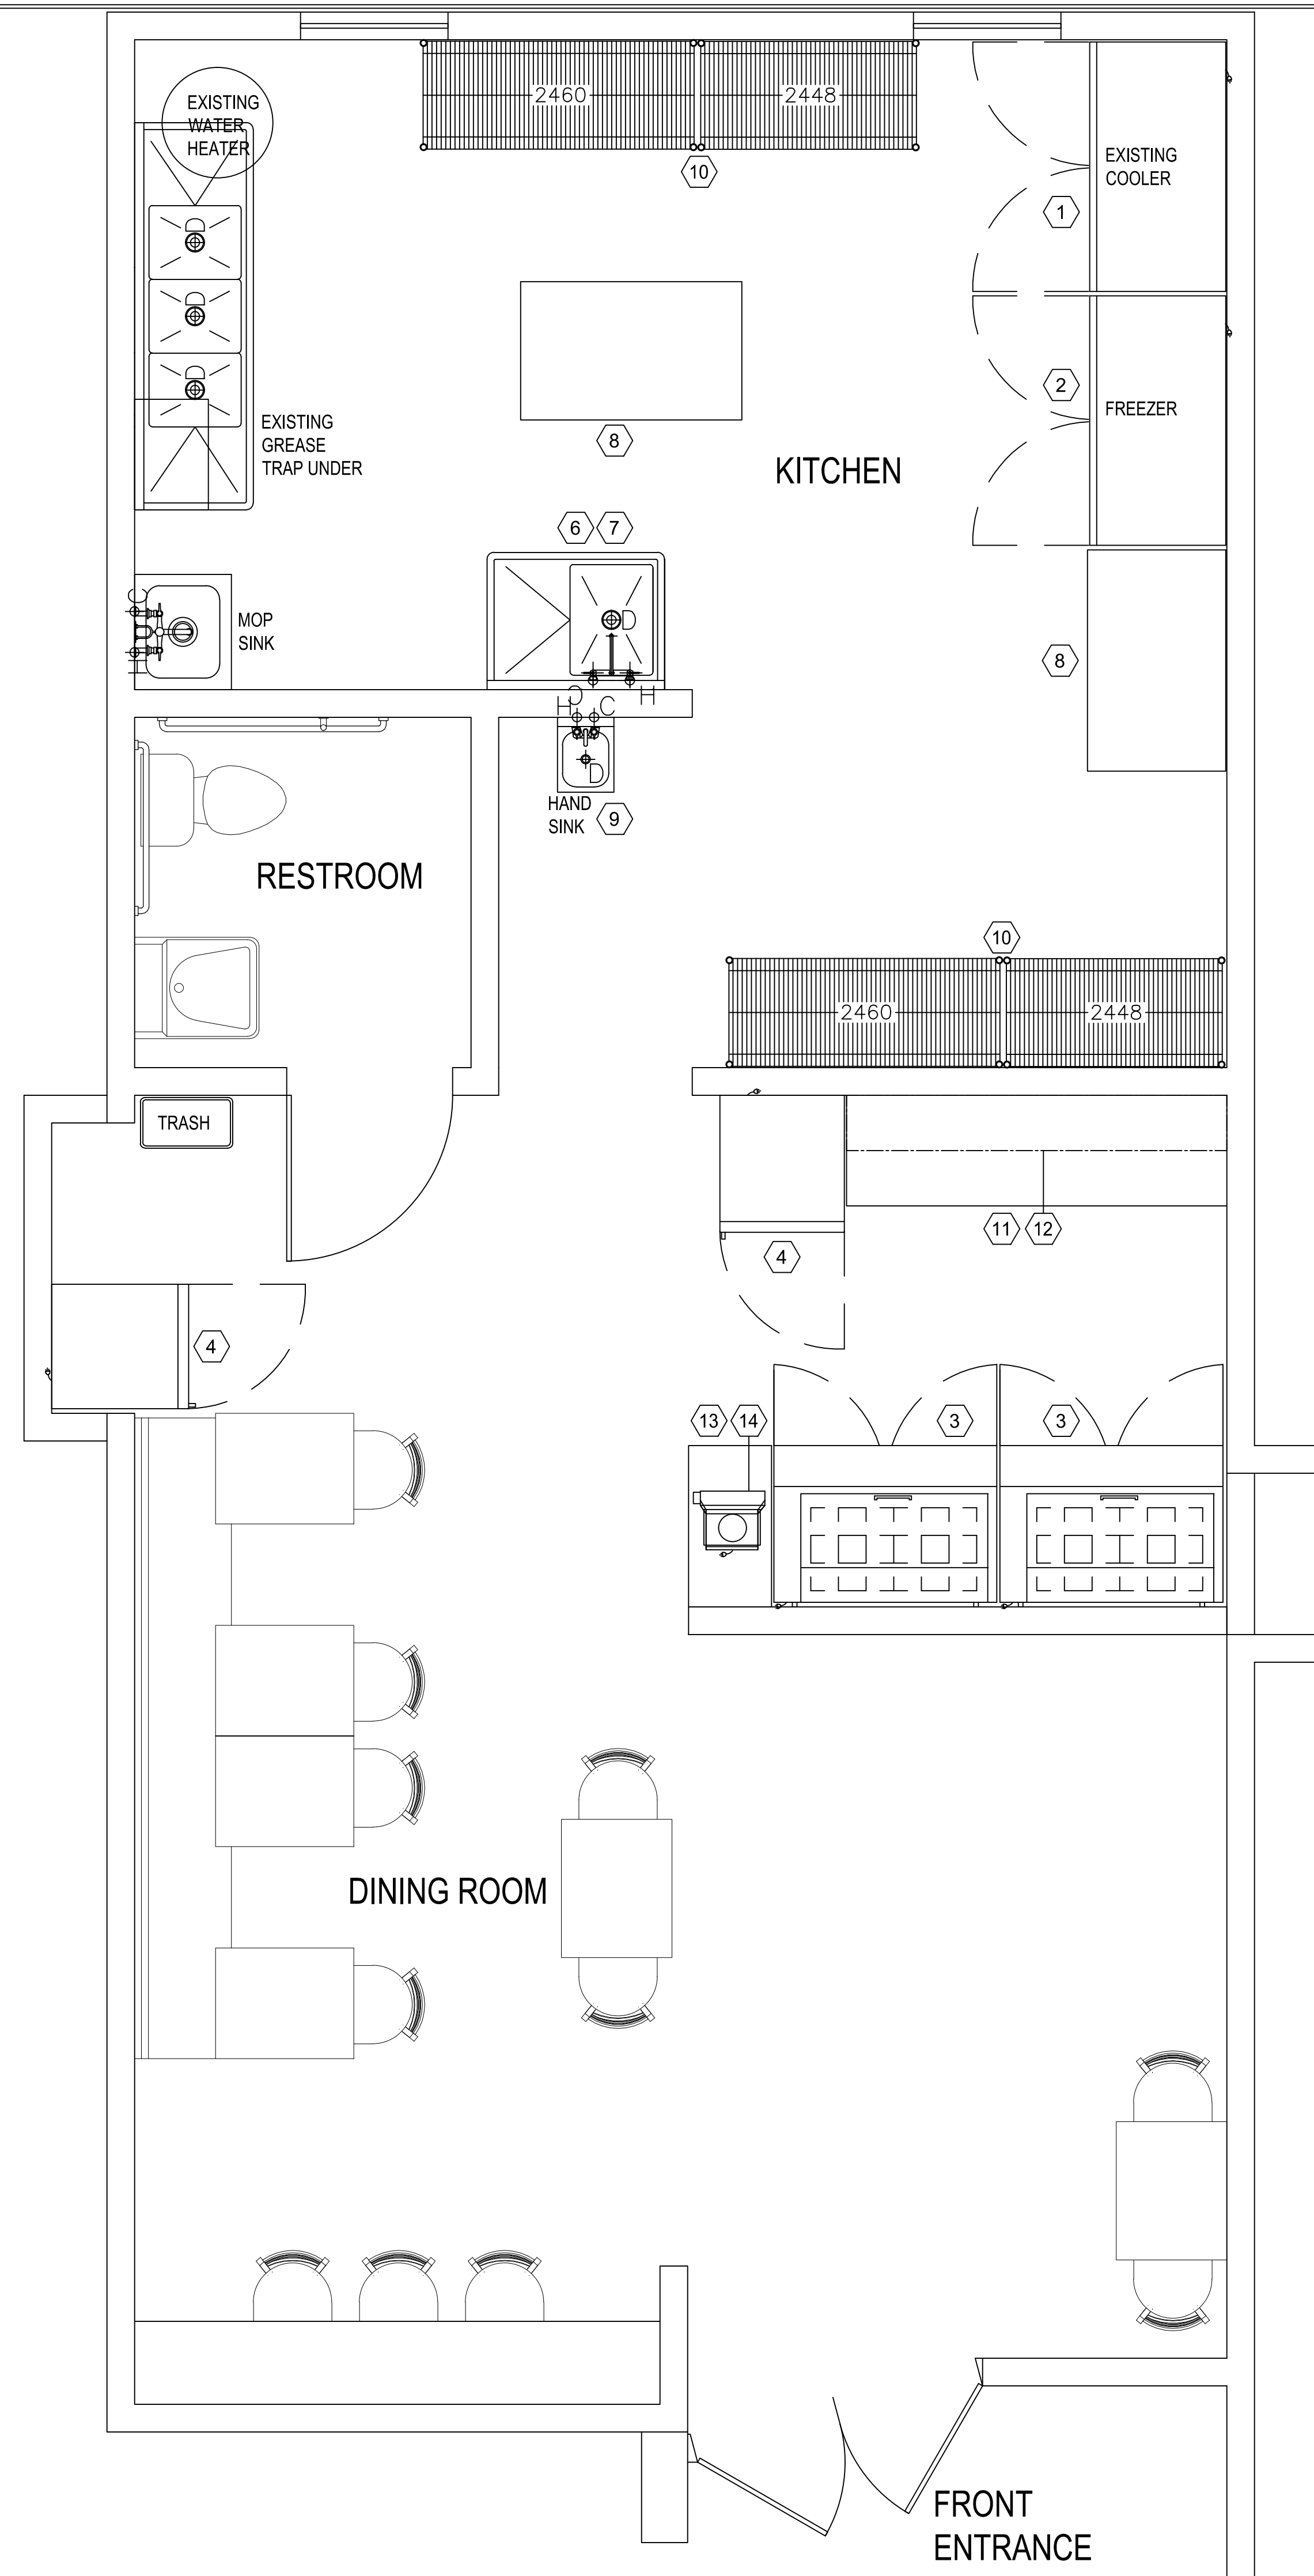 EXISTING
WATER
HEATER
2460
2448
10
EXISTING
COOLER
1
D
D
D
2
FREEZER
EXISTING
GREASE
TRAP UNDER
8
KITCHEN
6 7
C
H
MOP
SINK
D
8
H
C
H
D
HAND
SINK
9
RESTROOM
10
2460
2448
TRASH
11 12
4
4
13 14
3
3
DINING ROOM
FRONT
ENTRANCE